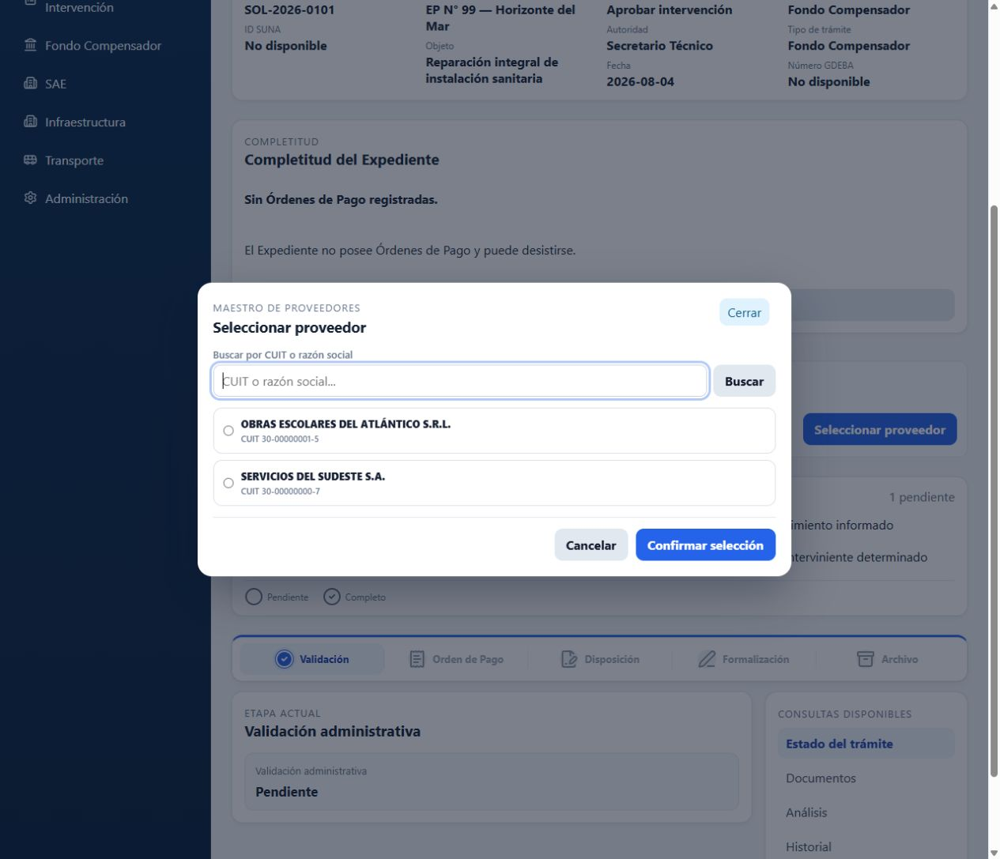 Intervención
Fondo Compensador
SAE
Infraestructura
Transporte
Administración
SOL-2026-0101
ID SUNA
No disponible
EP N° 99 — Horizonte del
Mar
Objeto
Reparación integral de
instalación sanitaria
Aprobar intervención
Autoridad
Secretario Técnico
Fecha
2026-08-04
Fondo Compensador
Tipo de trámite
Fondo Compensador
Número GDEBA
No disponible
COMPLETITUD
Completitud del Expediente
Sin Órdenes de Pago registradas.
El Expediente no posee Órdenes de Pago y puede desistirse.
MAESTRO DE PROVEEDORES
Seleccionar proveedor
Cerrar
Buscar por CUIT o razón social
CUIT o razón social...
Buscar
OBRAS ESCOLARES DEL ATLÁNTICO S.R.L.
CUIT 30-00000001-5
SERVICIOS DEL SUDESTE S.A.
CUIT 30-00000000-7
Cancelar
Confirmar selección
Seleccionar proveedor
1 pendiente
imiento informado
nterviniente determinado
Pendiente
Completo
Validación
Orden de Pago
Disposición
Formalización
Archivo
ETAPA ACTUAL
Validación administrativa
Validación administrativa
Pendiente
CONSULTAS DISPONIBLES
Estado del trámite
Documentos
Análisis
Historial